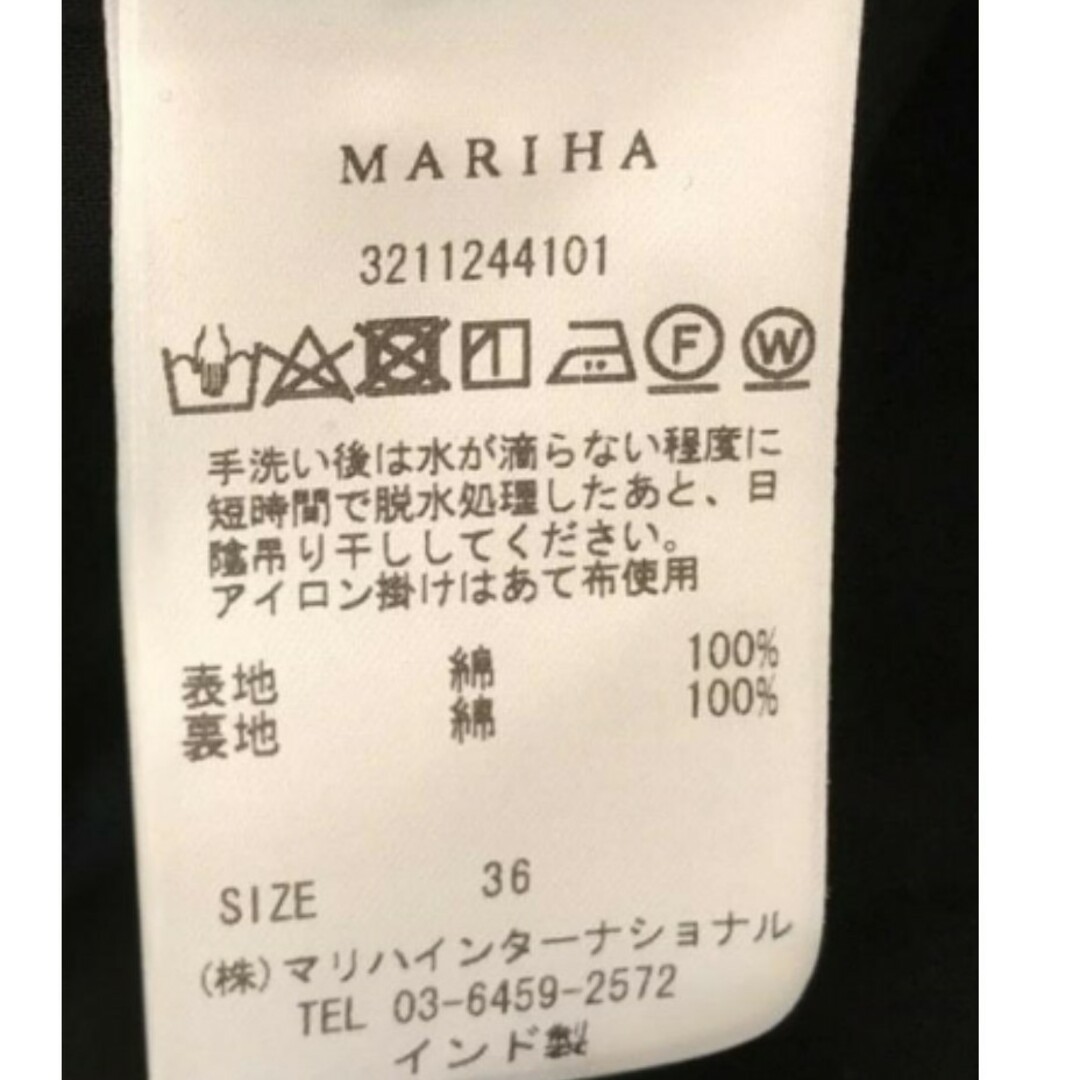 MARIHA
3211244101
F W
手洗い後は水が滴らない程度に
短時間で脱水処理したあと、日
陰吊り干ししてください。
アイロン掛けはあて布使用
表地 綿 100%
裏地 綿 100%
SIZE 36
(株)マリハインターナショナル
TEL 03-6459-2572
インド製